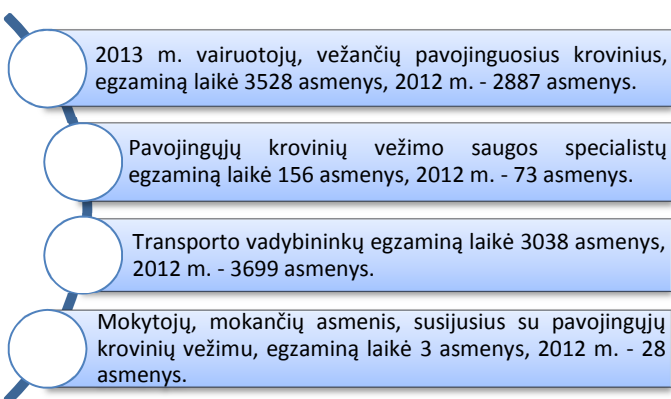 2013 m. vairuotojų, vežančių pavojinguosius krovinius,
egzaminą laikė 3528 asmenys, 2012 m. - 2887 asmenys.
Pavojingųjų krovinių vežimo saugos specialistų
egzaminą laikė 156 asmenys, 2012 m. - 73 asmenys.
Transporto vadybininkų egzaminą laikė 3038 asmenys,
2012 m. - 3699 asmenys.
Mokytojų, mokančių asmenis, susijusius su pavojingųjų
krovinių vežimu, egzaminą laikė 3 asmenys, 2012 m. - 28
asmenys.